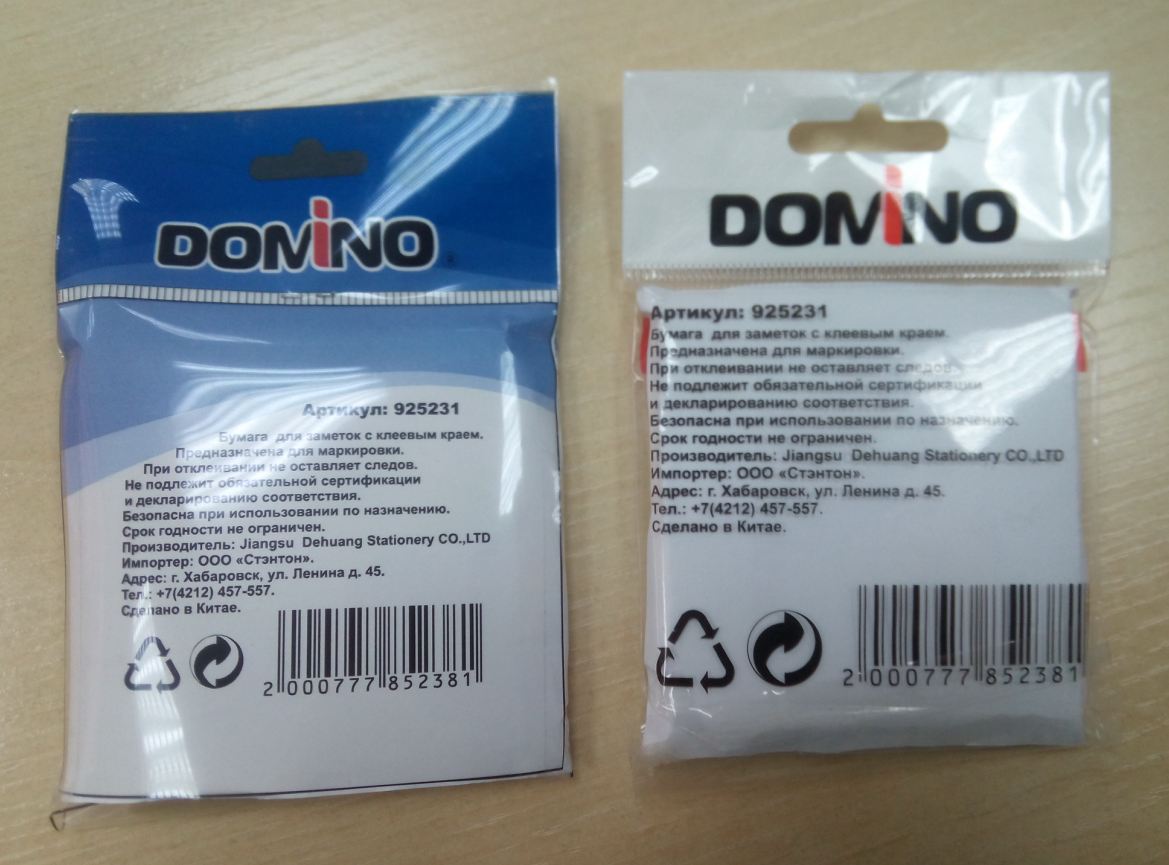 DOMiNO
Артикул: 925231
Бумага для заметок с клеевым краем.
Предназначена для маркировки.
При отклеивании не оставляет следов.
Не подлежит обязательной сертификации
и декларированию соответствия.
Безопасна при использовании по назначению.
Срок годности не ограничен.
Производитель: Jiangsu Dehuang Stationery CO.,LTD
Импортер: ООО «Стэнтон».
Адрес: г. Хабаровск, ул. Ленина д. 45.
Тел.: +7(4212) 457-557.
Сделано в Китае.
2 000777 852381
DOMiNO
Артикул: 925231
Бумага для заметок с клеевым краем.
Предназначена для маркировки.
При отклеивании не оставляет следов.
Не подлежит обязательной сертификации
и декларированию соответствия.
Безопасна при использовании по назначению.
Срок годности не ограничен.
Производитель: Jiangsu Dehuang Stationery CO.,LTD
Импортер: ООО «Стэнтон».
Адрес: г. Хабаровск, ул. Ленина д. 45.
Тел.: +7(4212) 457-557.
Сделано в Китае.
2 000777 852381